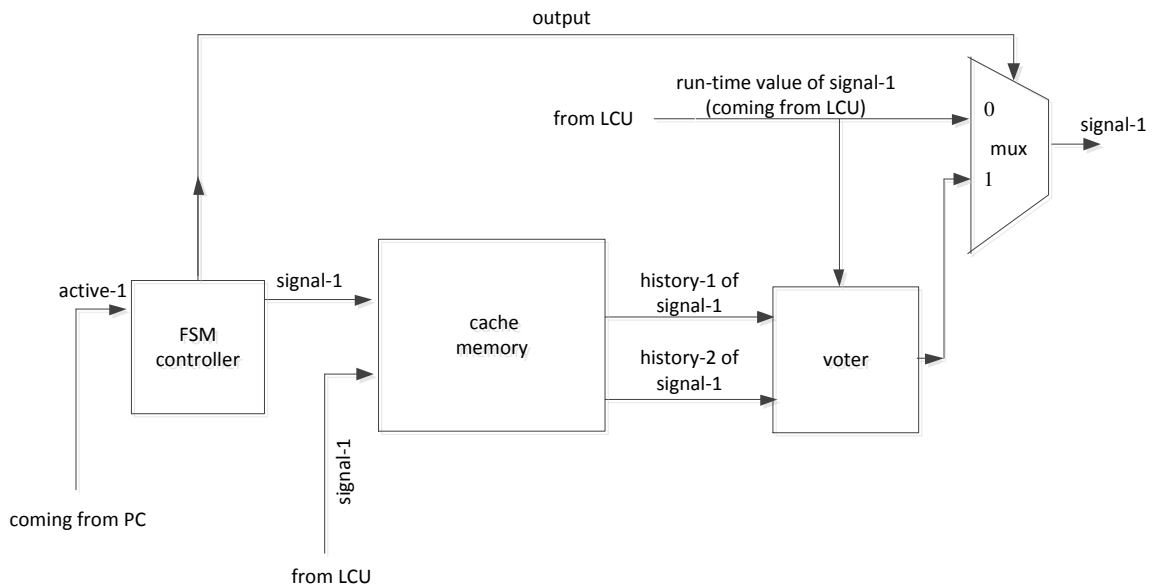 output
run-time value of signal-1
(coming from LCU)
from LCU
0
mux
1
signal-1
active-1
FSM
controller
signal-1
cache
memory
history-1 of
signal-1
history-2 of
signal-1
voter
signal-1
coming from PC
from LCU